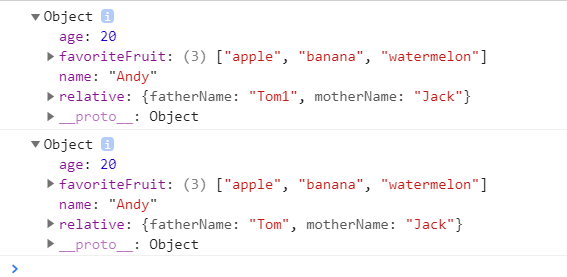 ▼Object i
age: 20
▶favoriteFruit: (3) ["apple", "banana", "watermelon"]
name: "Andy"
▶relative: {fatherName: "Tom1", motherName: "Jack"}
▶__proto__: Object
▼Object i
age: 20
▶favoriteFruit: (3) ["apple", "banana", "watermelon"]
name: "Andy"
▶relative: {fatherName: "Tom", motherName: "Jack"}
▶__proto__: Object
>